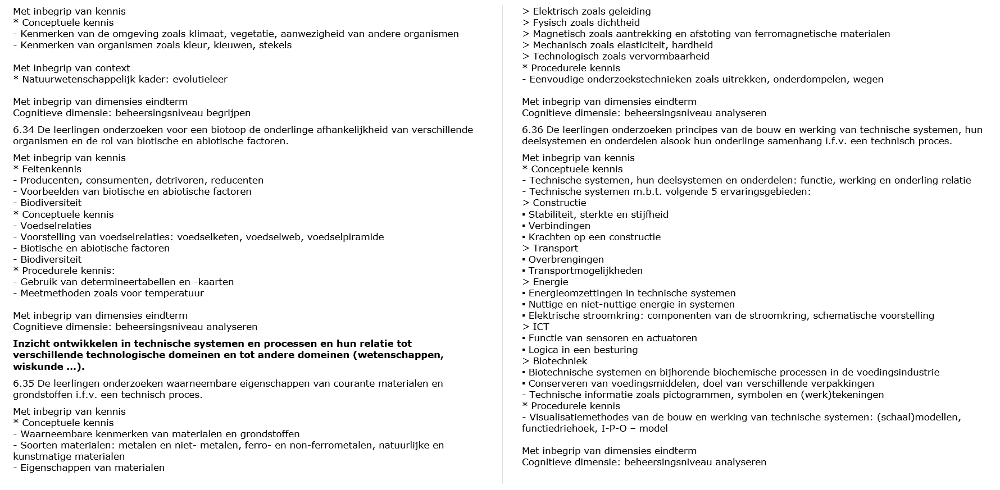 Met inbegrip van kennis
* Conceptuele kennis
- Kenmerken van de omgeving zoals klimaat, vegetatie, aanwezigheid van andere organismen
- Kenmerken van organismen zoals kleur, kieuwen, stekels
Met inbegrip van context
* Natuurwetenschappelijk kader: evolutieleer
Met inbegrip van dimensies eindterm
Cognitieve dimensie: beheersingsniveau begrijpen
6.34 De leerlingen onderzoeken voor een biotoop de onderlinge afhankelijkheid van verschillende
organismen en de rol van biotische en abiotische factoren.
Met inbegrip van kennis
* Feitenkennis
- Producenten, consumenten, detrivoren, reducenten
- Voorbeelden van biotische en abiotische factoren
- Biodiversiteit
* Conceptuele kennis
- Voedselrelaties
- Voorstelling van voedselrelaties: voedselketen, voedselweb, voedselpiramide
- Biotische en abiotische factoren
- Biodiversiteit
* Procedurele kennis:
- Gebruik van determineertabellen en -kaarten
- Meetmethoden zoals voor temperatuur
Met inbegrip van dimensies eindterm
Cognitieve dimensie: beheersingsniveau analyseren
Inzicht ontwikkelen in technische systemen en processen en hun relatie tot
verschillende technologische domeinen en tot andere domeinen (wetenschappen,
wiskunde ...).
6.35 De leerlingen onderzoeken waarneembare eigenschappen van courante materialen en
grondstoffen i.f.v. een technisch proces.
Met inbegrip van kennis
* Conceptuele kennis
- Waarneembare kenmerken van materialen en grondstoffen
- Soorten materialen: metalen en niet- metalen, ferro- en non-ferrometalen, natuurlijke en
kunstmatige materialen
- Eigenschappen van materialen
> Elektrisch zoals geleiding
> Fysisch zoals dichtheid
> Magnetisch zoals aantrekking en afstoting van ferromagnetische materialen
> Mechanisch zoals elasticiteit, hardheid
> Technologisch zoals vervormbaarheid
* Procedurele kennis
- Eenvoudige onderzoekstechnieken zoals uitrekken, onderdompelen, wegen
Met inbegrip van dimensies eindterm
Cognitieve dimensie: beheersingsniveau analyseren
6.36 De leerlingen onderzoeken principes van de bouw en werking van technische systemen, hun
deelsystemen en onderdelen alsook hun onderlinge samenhang i.f.v. een technisch proces.
Met inbegrip van kennis
* Conceptuele kennis
- Technische systemen, hun deelsystemen en onderdelen: functie, werking en onderling relatie
- Technische systemen m.b.t. volgende 5 ervaringsgebieden:
> Constructie
▪ Stabiliteit, sterkte en stijfheid
▪ Verbindingen
▪ Krachten op een constructie
> Transport
▪ Overbrengingen
▪ Transportmogelijkheden
> Energie
▪ Energieomzettingen in technische systemen
▪ Nuttige en niet-nuttige energie in systemen
▪ Elektrische stroomkring: componenten van de stroomkring, schematische voorstelling
> ICT
▪ Functie van sensoren en actuatoren
▪ Logica in een besturing
> Biotechniek
▪ Biotechnische systemen en bijhorende biochemische processen in de voedingsindustrie
▪ Conserveren van voedingsmiddelen, doel van verschillende verpakkingen
- Technische informatie zoals pictogrammen, symbolen en (werk)tekeningen
* Procedurele kennis
- Visualisatiemethodes van de bouw en werking van technische systemen: (schaal)modellen,
functiedriehoek, I-P-O – model
Met inbegrip van dimensies eindterm
Cognitieve dimensie: beheersingsniveau analyseren